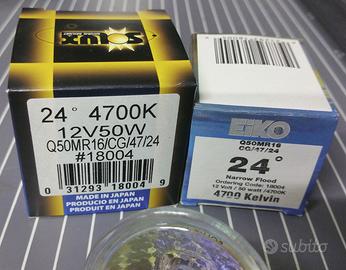 SOLUX
24° 4700K
12V50W
Q50MR16/CG/47/24
#18004
0 31293 18004 9
MADE IN JAPAN
PRODUCIO EN JAPAN
PRODUIT EN JAPAN
EIKO
Q50MR16
CG/47/24
24°
Narrow Flood
Ordering Code: 18004
12 Volt / 50 watt /4700K
4700 Kelvin
subito